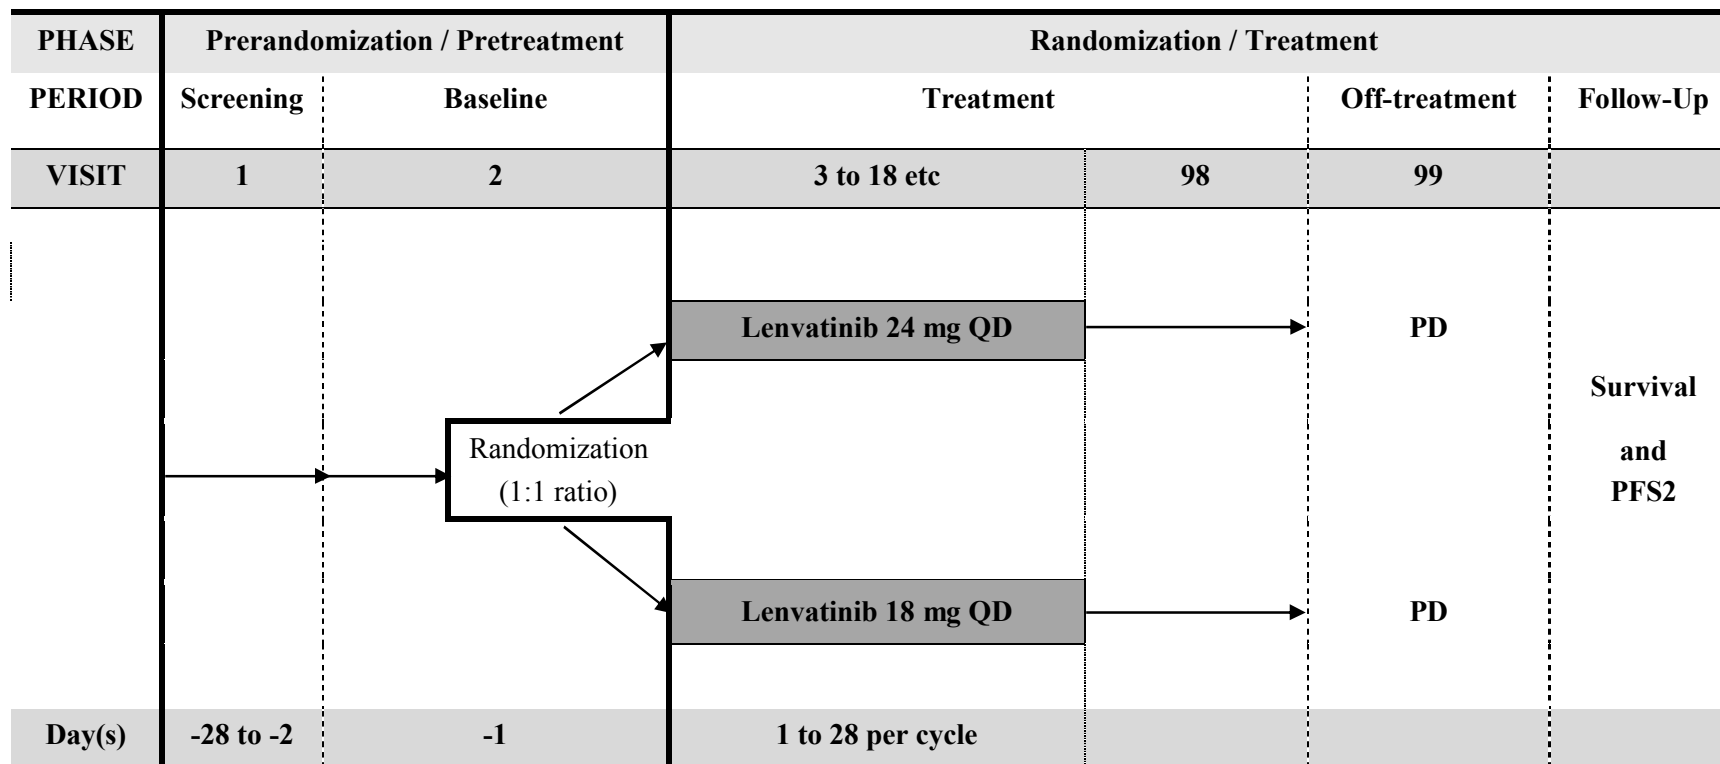 PHASE Prerandomization / Pretreatment Randomization / Treatment
PERIOD Screening Baseline Treatment Off-treatment Follow-Up
VISIT 1 2 3 to 18 etc 98 99
Lenvatinib 24 mg QD PD
Survival
Randomization and
(1:1 ratio) PFS2
Lenvatinib 18 mg QD PD
Day(s) -28 to -2 -1 1 to 28 per cycle